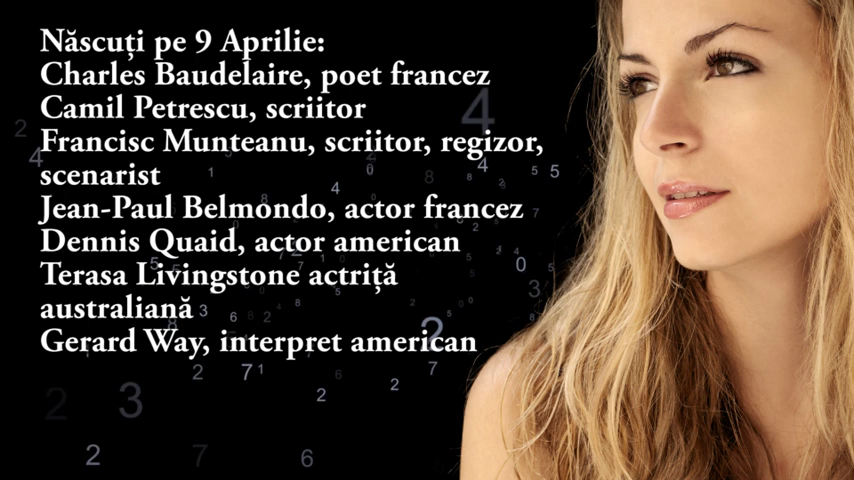 Născuți pe 9 Aprilie:
Charles Baudelaire, poet francez
Camil Petrescu, scriitor
Francisc Munteanu, scriitor, regizor,
scenarist
Jean-Paul Belmondo, actor francez
Dennis Quaid, actor american
Terasa Livingstone actriță
australiană
Gerard Way, interpret american